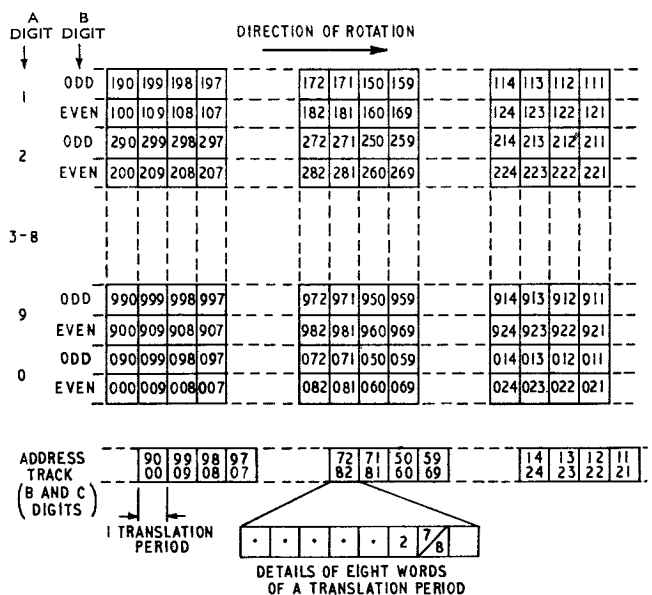 A DIGIT B DIGIT DIRECTION OF ROTATION
1 ODD 190 199 198 197 172 171 150 159 114 113 112 111
EVEN 100 109 108 107 182 181 160 169 124 123 122 121
2 ODD 290 299 298 297 272 271 250 259 214 213 212 211
EVEN 200 209 208 207 282 281 260 269 224 223 222 221
3-8
9 ODD 990 999 998 997 972 971 950 959 914 913 912 911
EVEN 900 909 908 907 982 981 960 969 924 923 922 921
0 ODD 090 099 098 097 072 071 050 059 014 013 012 011
EVEN 000 009 008 007 082 081 060 069 024 023 022 021
ADDRESS TRACK (B AND C DIGITS)
90 99 98 97 72 71 50 59 14 13 12 11
00 09 08 07 82 81 60 69 24 23 22 21
1 TRANSLATION PERIOD
• • • • • 2 7/8
DETAILS OF EIGHT WORDS
OF A TRANSLATION PERIOD